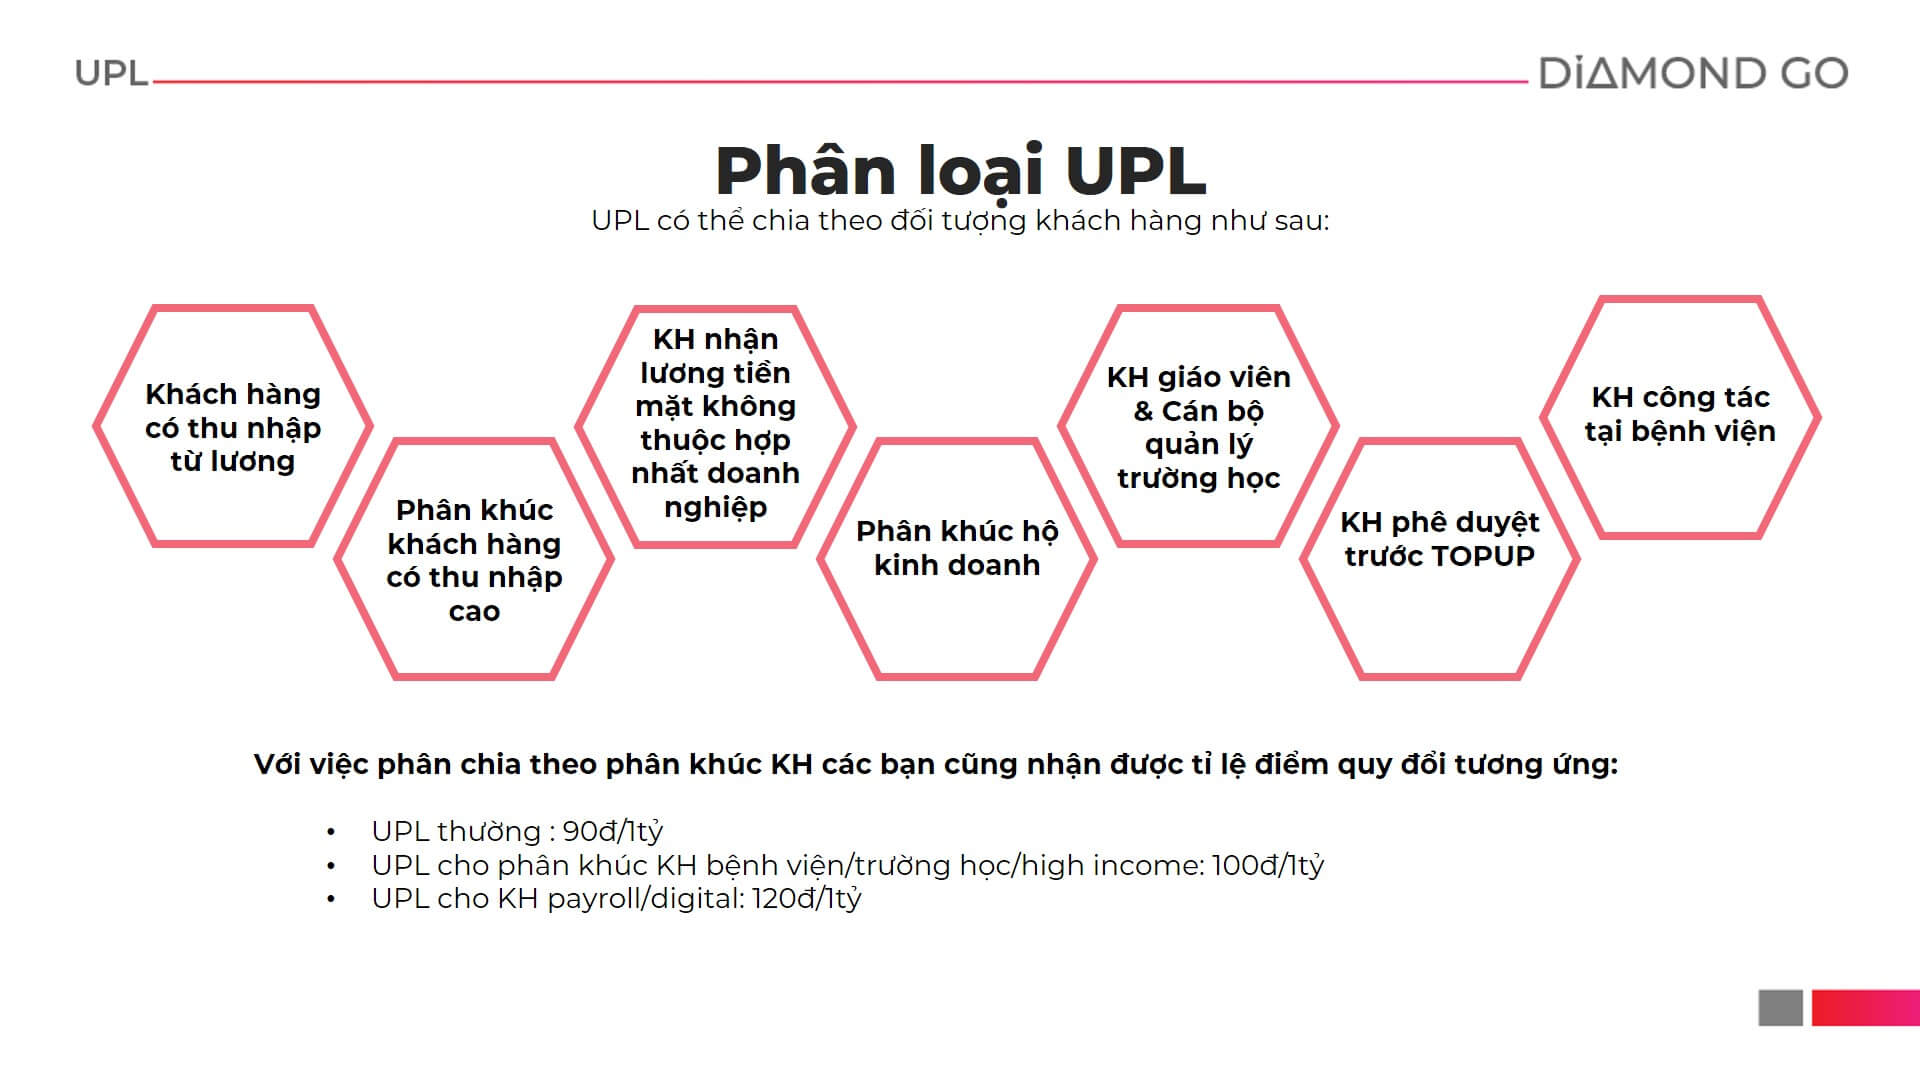 UPL
DiAMOND GO
Phân loại UPL
UPL có thể chia theo đối tượng khách hàng như sau:
Khách hàng
có thu nhập
từ lương
Phân khúc
khách hàng
có thu nhập
cao
KH nhận
lương tiền
mặt không
thuộc hợp
nhất doanh
nghiệp
Phân khúc hộ
kinh doanh
KH giáo viên
& Cán bộ
quản lý
trường học
KH phê duyệt
trước TOPUP
KH công tác
tại bệnh viện
Với việc phân chia theo phân khúc KH các bạn cũng nhận được tỉ lệ điểm quy đổi tương ứng:
• UPL thường : 90đ/1tỷ
• UPL cho phân khúc KH bệnh viện/trường học/high income: 100đ/1tỷ
• UPL cho KH payroll/digital: 120đ/1tỷ